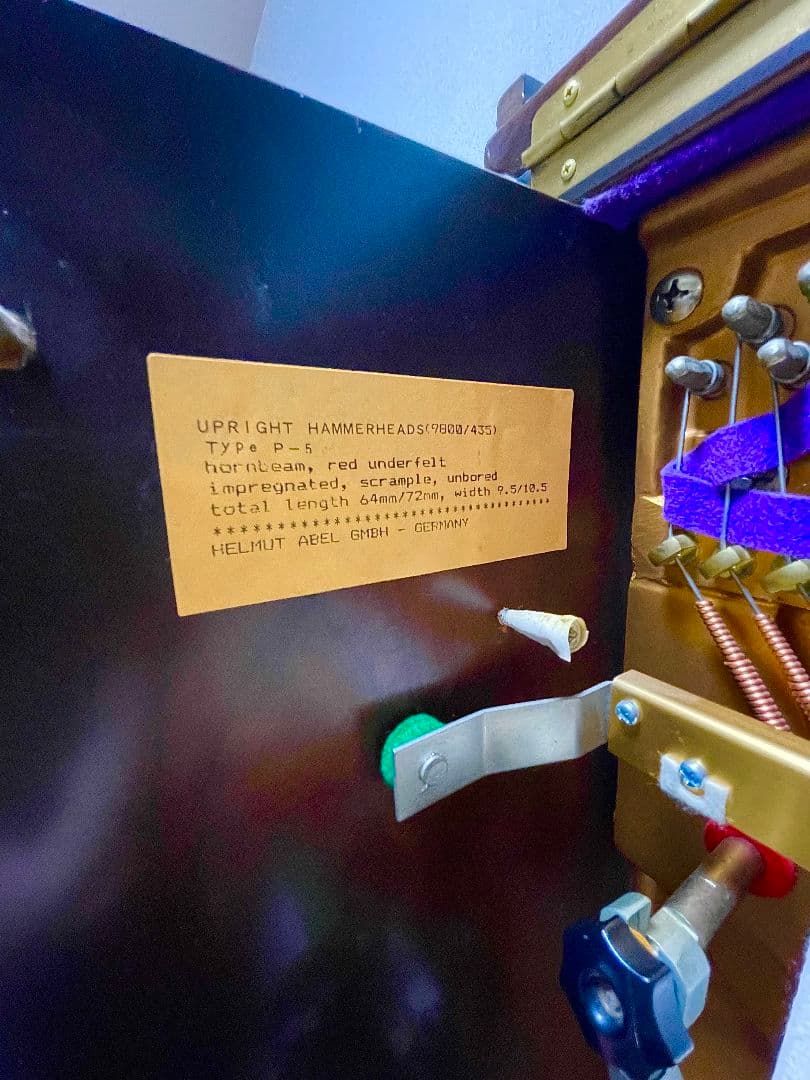 UPRIGHT HAMMERHEADS(9800/435)
TYPe P-5
hornbeam, red underfelt
impregnated, scrample, unbored
total length 64mm/72mm, width 9.5/10.5
***********************************
HELMUT ABEL GMBH - GERMANY